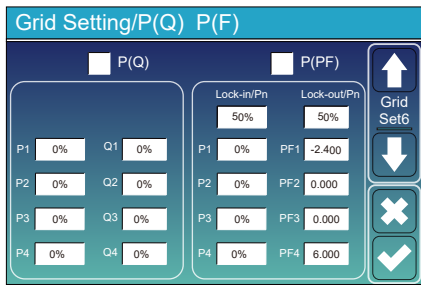 Grid Setting/P(Q) P(F)
P(Q)
P(PF)
Lock-in/Pn Lock-out/Pn
50% 50%
P1 0% Q1 0%
P2 0% Q2 0%
P3 0% Q3 0%
P4 0% Q4 0%
P1 0% PF1 -2.400
P2 0% PF2 0.000
P3 0% PF3 0.000
P4 0% PF4 6.000
Grid
Set6